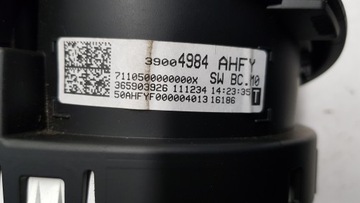 39004984 AHFY
7110500000000X SW BC.M0
365903926 111234 14:23:35 T
50AHFYF000004013 16186